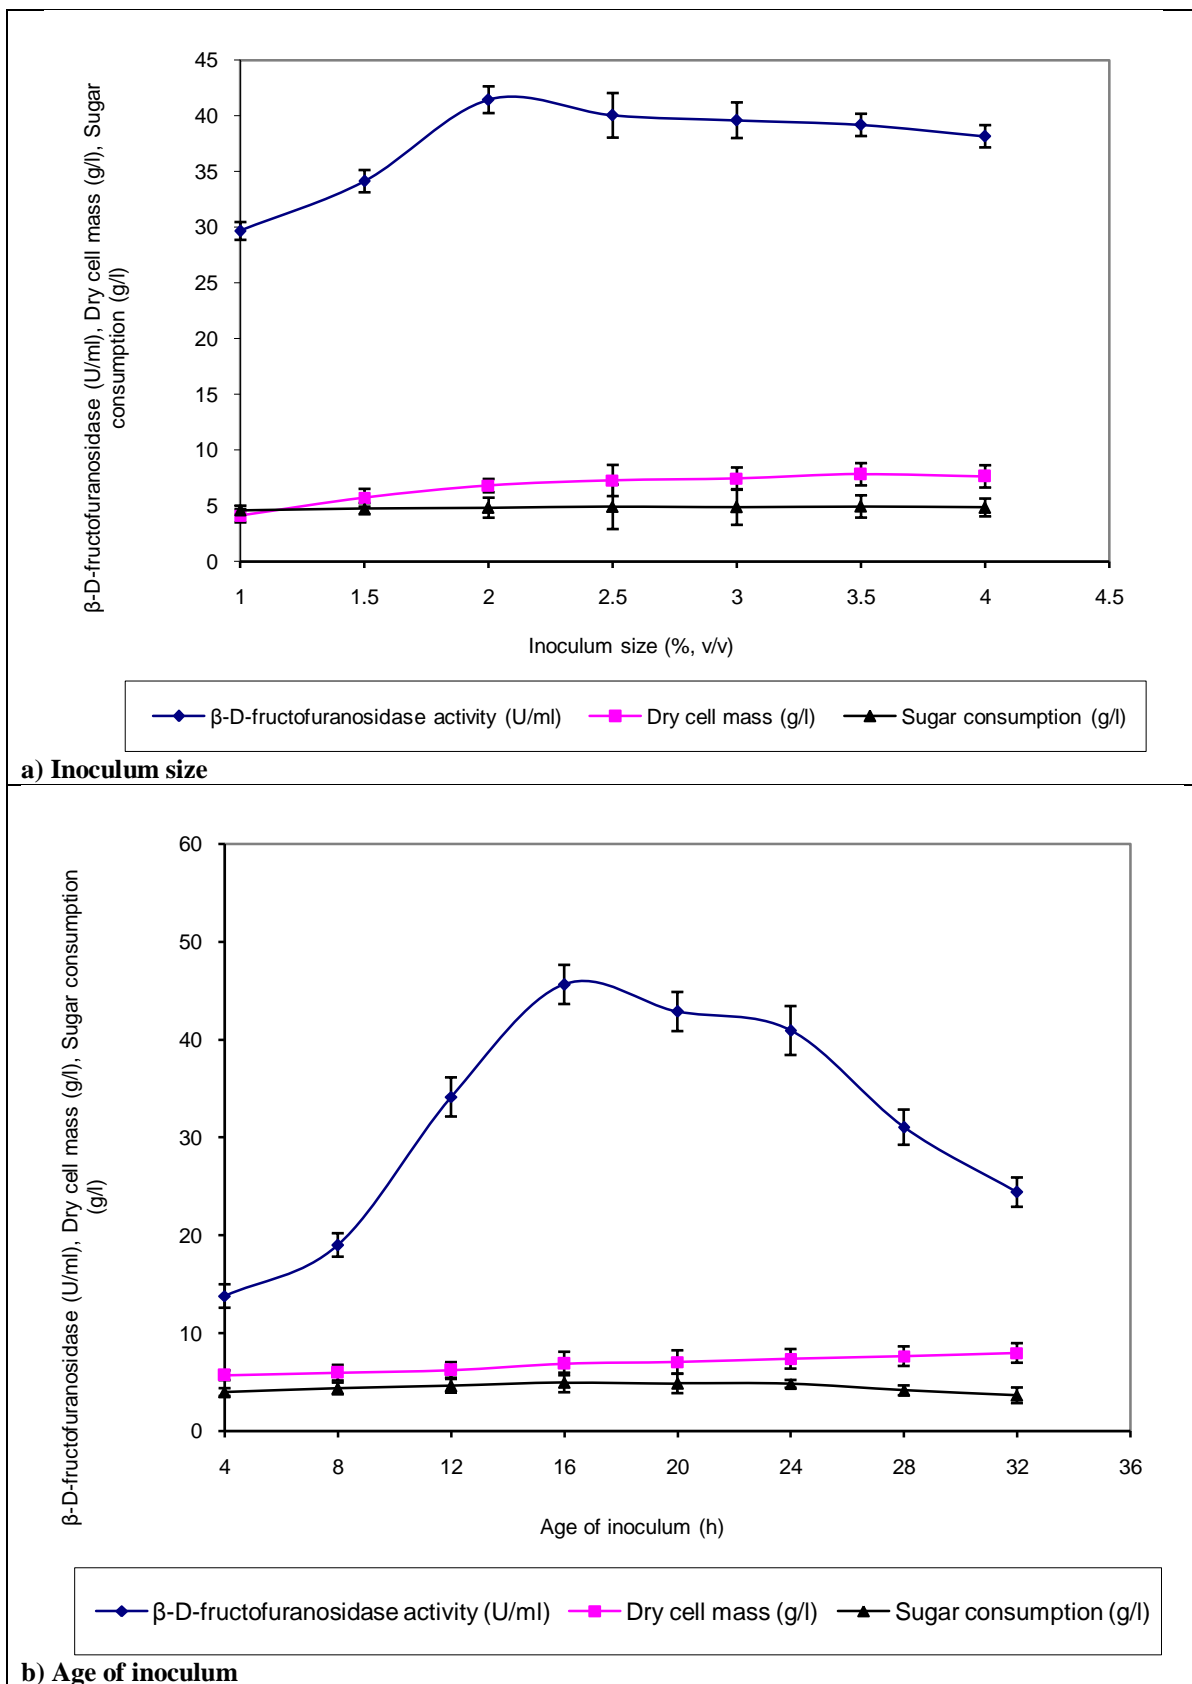 β-D-fructofuranosidase (U/ml), Dry cell mass (g/l), Sugar
consumption (g/l)
45
40
35
30
25
20
15
10
5
0
1 1.5 2 2.5 3 3.5 4 4.5
Inoculum size (%, v/v)
β-D-fructofuranosidase activity (U/ml) Dry cell mass (g/l) Sugar consumption (g/l)
a) Inoculum size
β-D-fructofuranosidase (U/ml), Dry cell mass (g/l), Sugar consumption
(g/l)
60
50
40
30
20
10
0
4 8 12 16 20 24 28 32 36
Age of inoculum (h)
β-D-fructofuranosidase activity (U/ml) Dry cell mass (g/l) Sugar consumption (g/l)
b) Age of inoculum